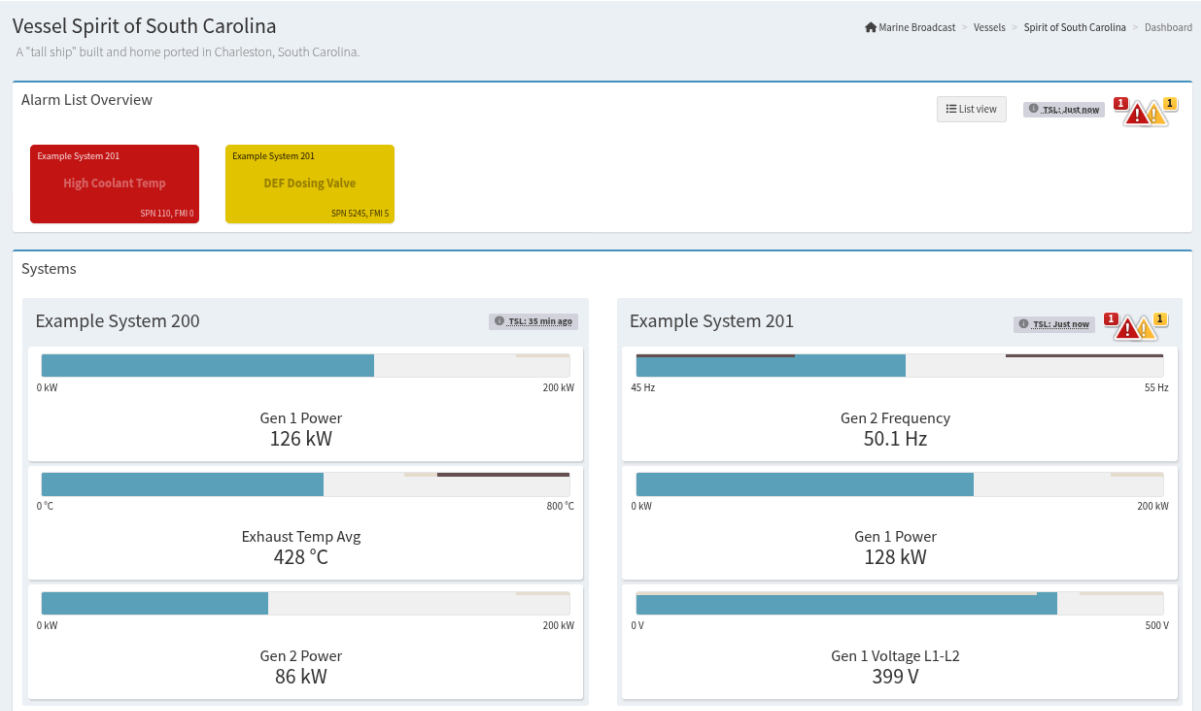 Vessel Spirit of South Carolina
Marine Broadcast > Vessels > Spirit of South Carolina > Dashboard
A "tall ship" built and home ported in Charleston, South Carolina.
Alarm List Overview
List view
TSL: Just now
1
1
Example System 201
High Coolant Temp
SPN 110, FMI 0
Example System 201
DEF Dosing Valve
SPN 5245, FMI 5
Systems
Example System 200
TSL: 35 min ago
0 kW
200 kW
Gen 1 Power
126 kW
0 °C
800 °C
Exhaust Temp Avg
428 °C
0 kW
200 kW
Gen 2 Power
86 kW
Example System 201
TSL: Just now
1
1
45 Hz
55 Hz
Gen 2 Frequency
50.1 Hz
0 kW
200 kW
Gen 1 Power
128 kW
0 V
500 V
Gen 1 Voltage L1-L2
399 V